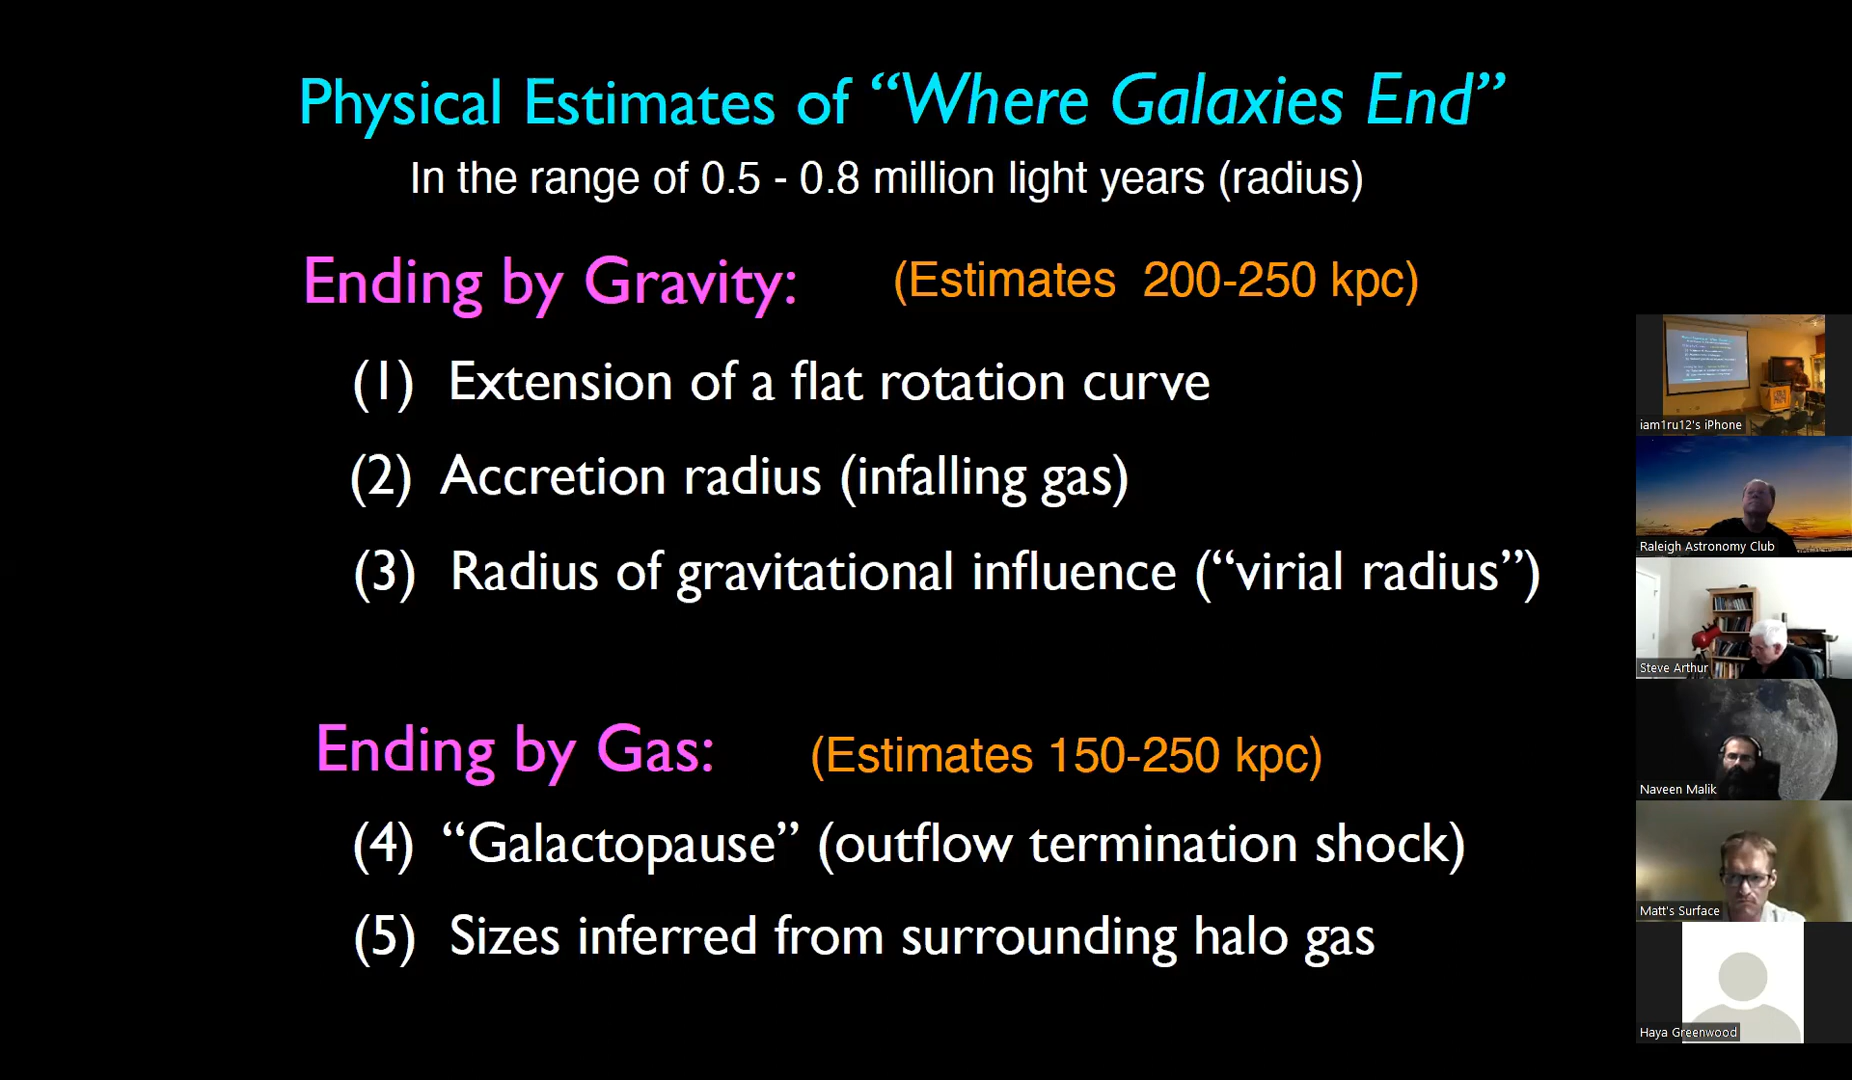 Physical Estimates of “Where Galaxies End”
In the range of 0.5 - 0.8 million light years (radius)
Ending by Gravity: (Estimates 200-250 kpc)
(1) Extension of a flat rotation curve
(2) Accretion radius (infalling gas)
(3) Radius of gravitational influence (“virial radius”)
Ending by Gas: (Estimates 150-250 kpc)
(4) “Galactopause” (outflow termination shock)
(5) Sizes inferred from surrounding halo gas
iam1ru12's iPhone
Raleigh Astronomy Club
Steve Arthur
Naveen Malik
Matt's Surface
Haya Greenwood